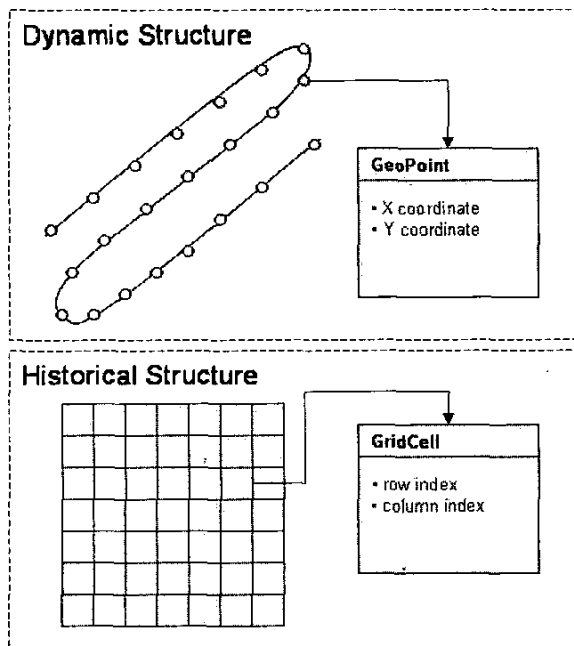 Dynamic Structure
GeoPoint
• X coordinate
• Y coordinate
Historical Structure
GridCell
• row index
• column index